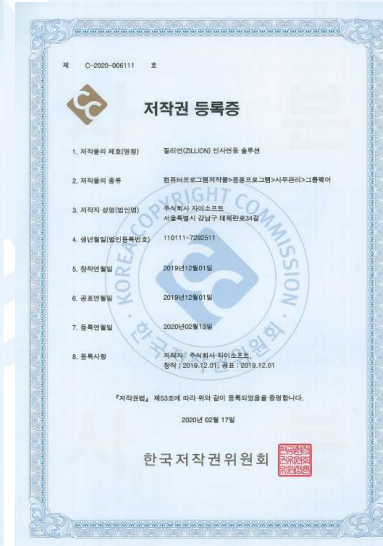 제 C-2020-006111 호
저작권 등록증
1. 저작물의 제호(명칭) 질리언(ZILLION) 인사연동 솔루션
2. 저작물의 종류 컴퓨터프로그램저작물>응용프로그램>사무관리>그룹웨어
3. 저작자 성명(법인명) 주식회사 자이소프트
서울특별시 강남구 테헤란로34길
4. 생년월일(법인등록번호) 110111-7292511
5. 창작연월일 2019년12월01일
6. 공표연월일 2019년12월01일
7. 등록연월일 2020년02월13일
8. 등록사항 저작자 : 주식회사 자이소프트,
창작 : 2019.12.01, 공표 : 2019.12.01
『저작권법』 제53조에 따라 위와 같이 등록되었음을 증명합니다.
2020년 02월 17일
한국저작권위원회
KOREA COPYRIGHT COMMISSION
한국저작권위원회